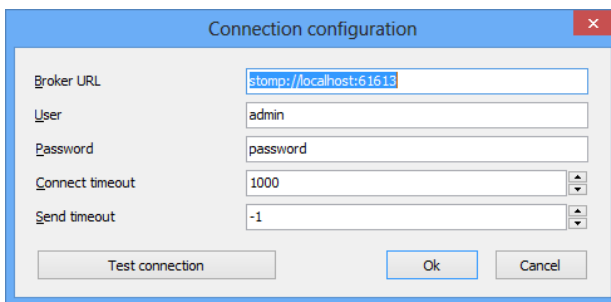 Connection configuration
Broker URL stomp://localhost:61613
User admin
Password password
Connect timeout 1000
Send timeout -1
Test connection Ok Cancel